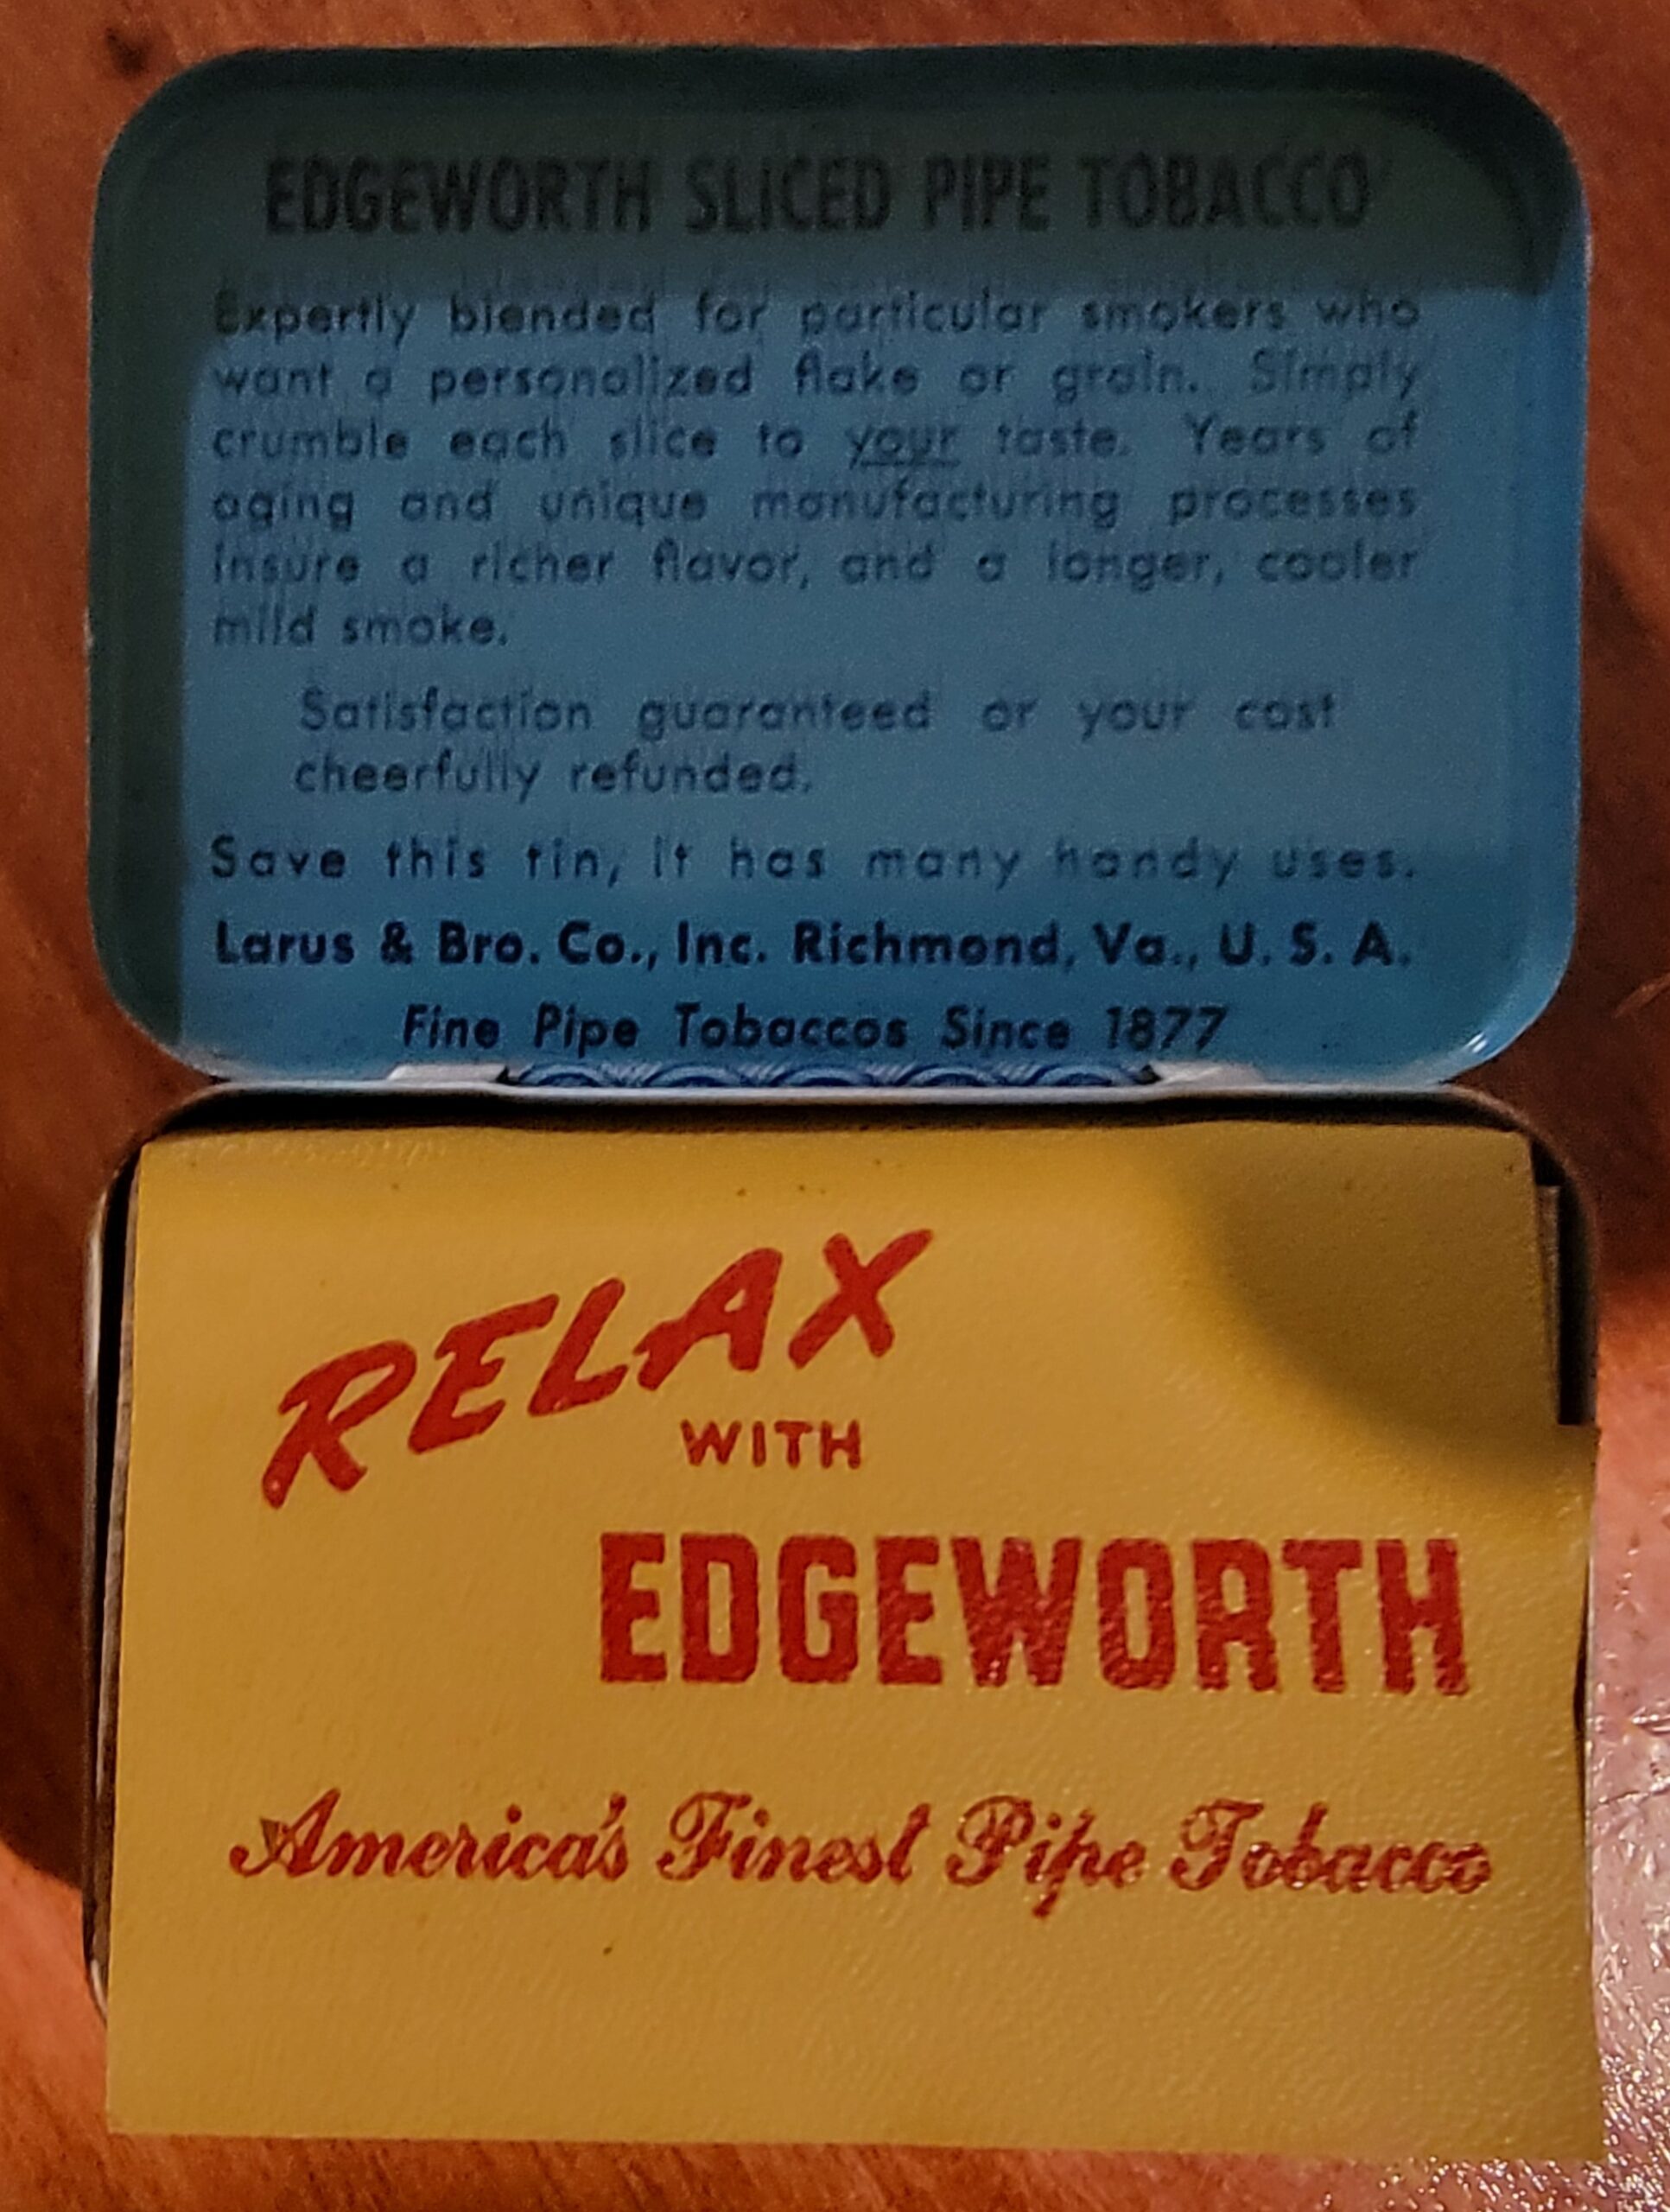 EDGEWORTH SLICED PIPE TOBACCO
Expertly blended for particular smokers who
want a personalized flake or grain. Simply
crumble each slice to your taste. Years of
aging and unique manufacturing processes
insure a richer flavor, and a longer, cooler
mild smoke.
Satisfaction guaranteed or your cost
cheerfully refunded.
Save this tin, it has many handy uses.
Larus & Bro. Co., Inc. Richmond, Va., U. S. A.
Fine Pipe Tobaccos Since 1877
RELAX
WITH
EDGEWORTH
America's Finest Pipe Tobacco